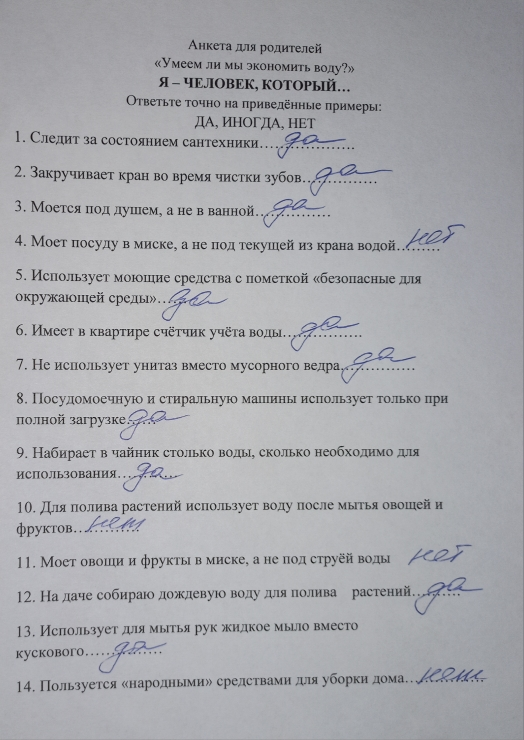 Анкета для родителей
«Умеем ли мы экономить воду?»
Я – ЧЕЛОВЕК, КОТОРЫЙ…
Ответьте точно на приведённые примеры:
ДА, ИНОГДА, НЕТ
1. Следит за состоянием сантехники……да…………
2. Закручивает кран во время чистки зубов…да………
3. Моется под душем, а не в ванной…да………
4. Моет посуду в миске, а не под текущей из крана водой…нет…
5. Использует моющие средства с пометкой «безопасные для
окружающей среды»…да…
6. Имеет в квартире счётчик учёта воды…да………
7. Не использует унитаз вместо мусорного ведра…да………
8. Посудомоечную и стиральную машины использует только при
полной загрузке…да…
9. Набирает в чайник столько воды, сколько необходимо для
использования…да…
10. Для полива растений использует воду после мытья овощей и
фруктов…нет…
11. Моет овощи и фрукты в миске, а не под струёй воды нет
12. На даче собираю дождевую воду для полива растений…да…
13. Использует для мытья рук жидкое мыло вместо
кускового……да……
14. Пользуется «народными» средствами для уборки дома…нет…